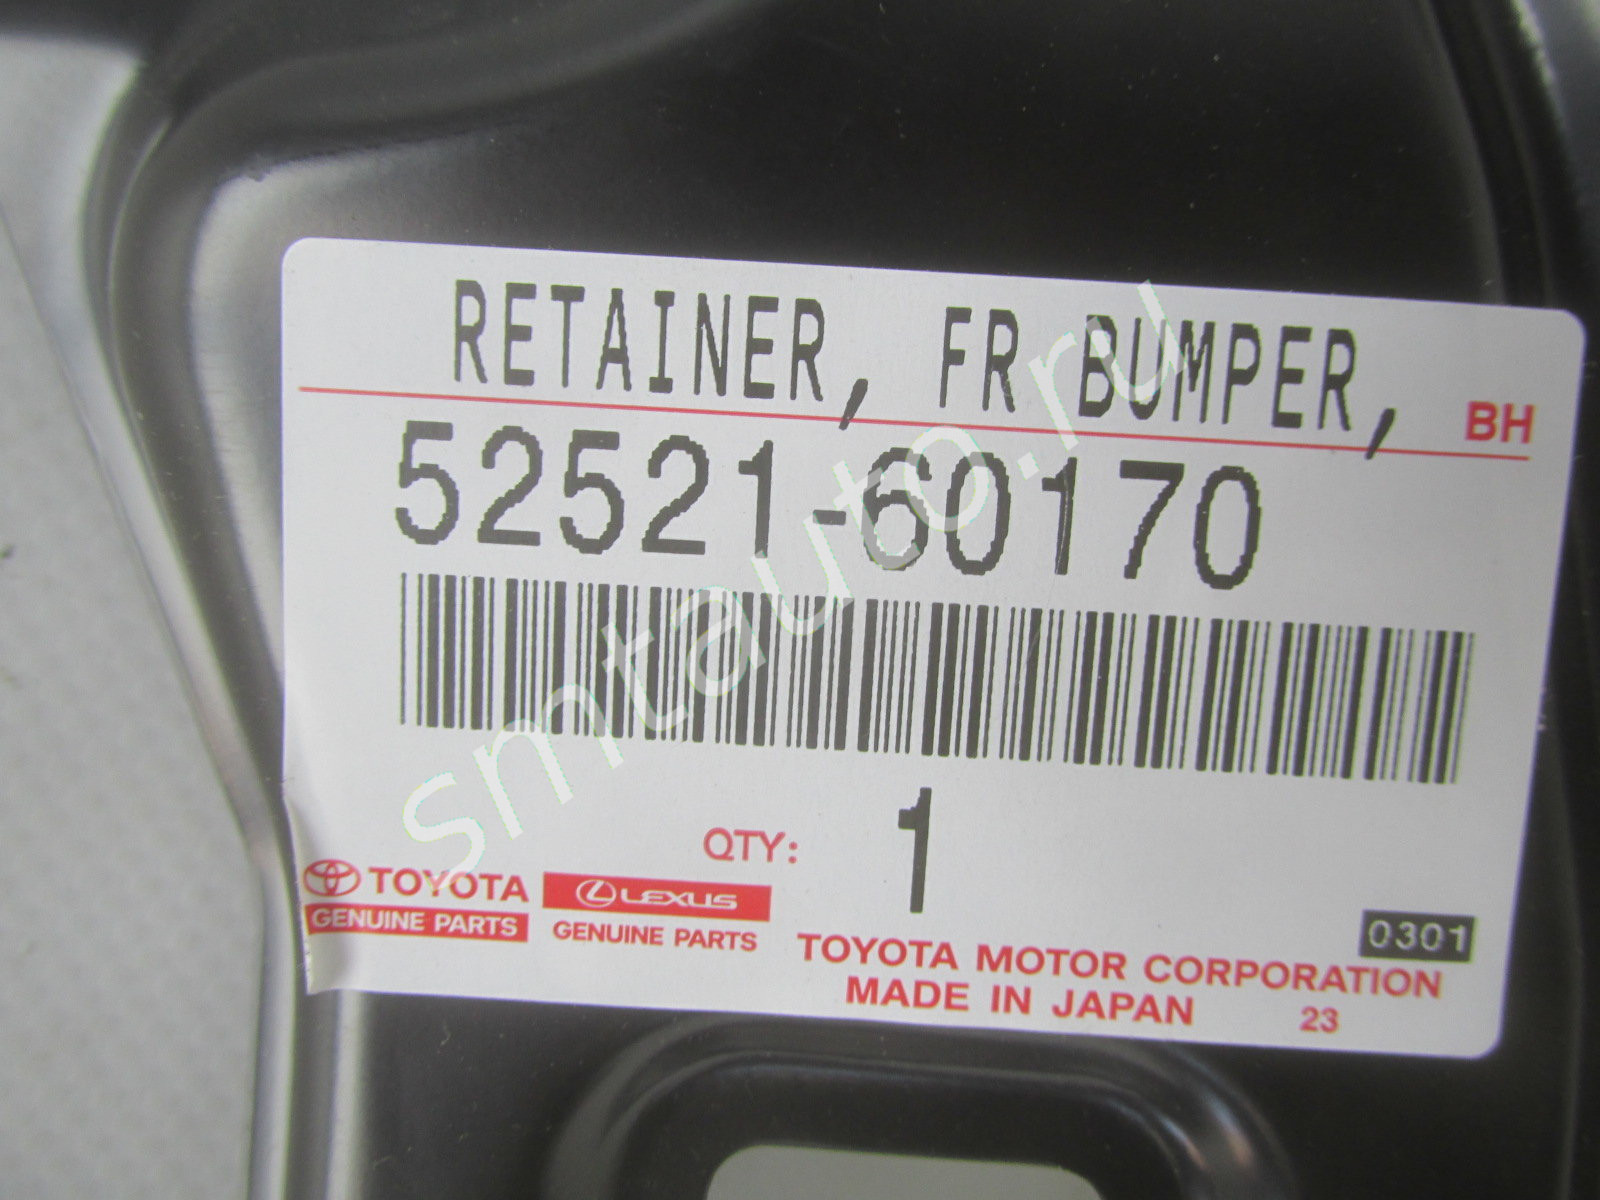 RETAINER, FR BUMPER,
BH
52521-60170
QTY: 1
TOYOTA
GENUINE PARTS
LEXUS
GENUINE PARTS
0301
TOYOTA MOTOR CORPORATION
MADE IN JAPAN 23
smtauto.ru